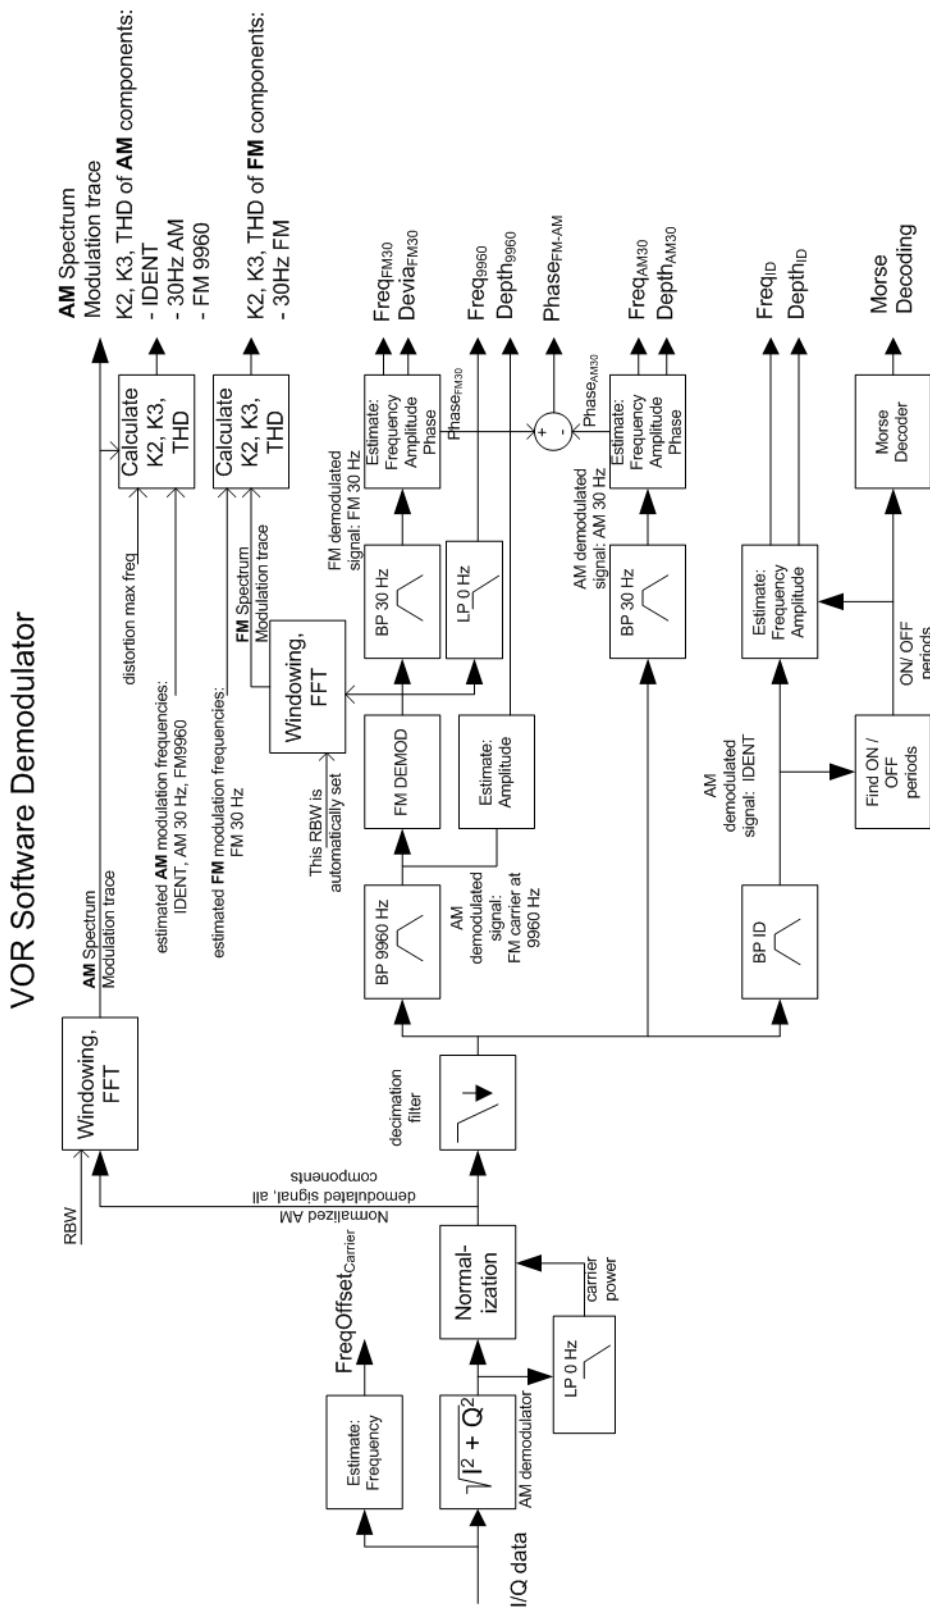 VOR Software Demodulator
I/Q data
Estimate:
Frequency
FreqOffsetCarrier
√I² + Q²
AM demodulator
LP 0 Hz
carrier
power
Normal-
ization
Normalized AM
demodulated signal, all
components
RBW
Windowing,
FFT
AM Spectrum
Modulation trace
AM Spectrum
Modulation trace
distortion max freq
estimated AM modulation frequencies:
IDENT, AM 30 Hz, FM9960
Calculate
K2, K3,
THD
K2, K3, THD of AM components:
- IDENT
- 30Hz AM
- FM 9960
estimated FM modulation frequencies:
FM 30 Hz
FM Spectrum
Modulation trace
Calculate
K2, K3,
THD
K2, K3, THD of FM components:
- 30Hz FM
This RBW is
automatically set
Windowing,
FFT
decimation
filter
BP 9960 Hz
AM
demodulated
signal:
FM carrier at
9960 Hz
FM DEMOD
BP 30 Hz
FM demodulated
signal: FM 30 Hz
Estimate:
Frequency
Amplitude
Phase
FreqFM30
DeviaFM30
PhaseFM30
Estimate:
Amplitude
LP 0 Hz
Freq9960
Depth9960
+
-
PhaseFM-AM
BP 30 Hz
AM demodulated
signal: AM 30 Hz
PhaseAM30
Estimate:
Frequency
Amplitude
Phase
FreqAM30
DepthAM30
BP ID
AM
demodulated
signal: IDENT
Estimate:
Frequency
Amplitude
FreqID
DepthID
Find ON /
OFF
periods
ON/ OFF
periods
Morse
Decoder
Morse
Decoding